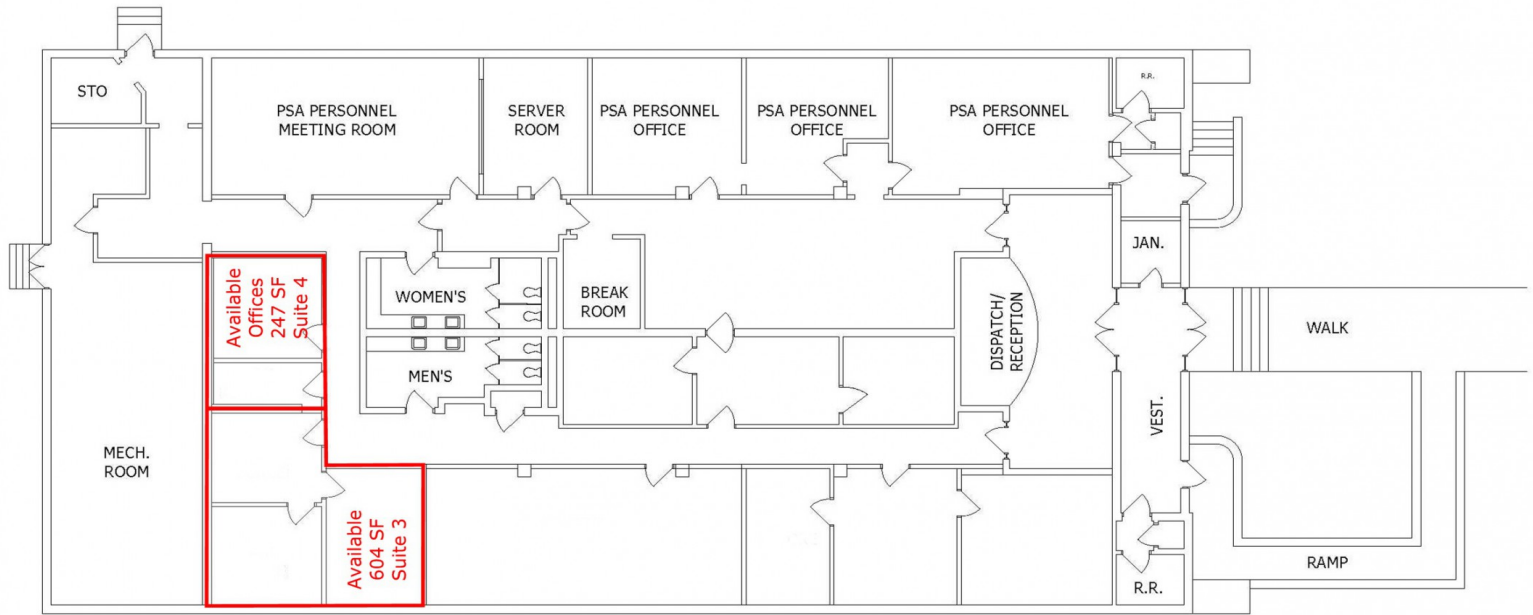 STO
PSA PERSONNEL
MEETING ROOM
SERVER
ROOM
PSA PERSONNEL
OFFICE
PSA PERSONNEL
OFFICE
PSA PERSONNEL
OFFICE
R.R.
JAN.
Available
Offices
247 SF
Suite 4
WOMEN'S
BREAK
ROOM
MEN'S
DISPATCH/
RECEPTION
WALK
VEST.
MECH.
ROOM
Available
604 SF
Suite 3
R.R.
RAMP